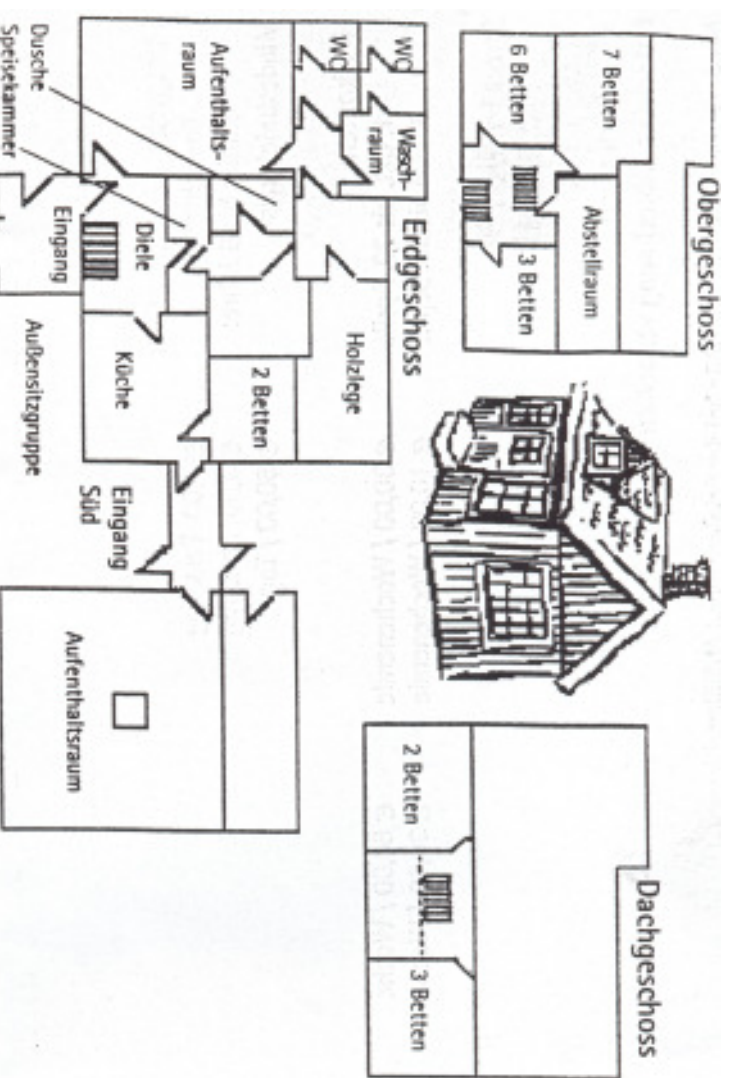 Obergeschoss
7 Betten
6 Betten
Abstellraum
3 Betten
Erdgeschoss
WC
WC
Wasch-
raum
Aufenthalts-
raum
Dusche
Speisekammer
Holzlege
2 Betten
Diele
Küche
Eingang
Außensitzgruppe
Eingang
Süd
Aufenthaltsraum
Dachgeschoss
2 Betten
3 Betten